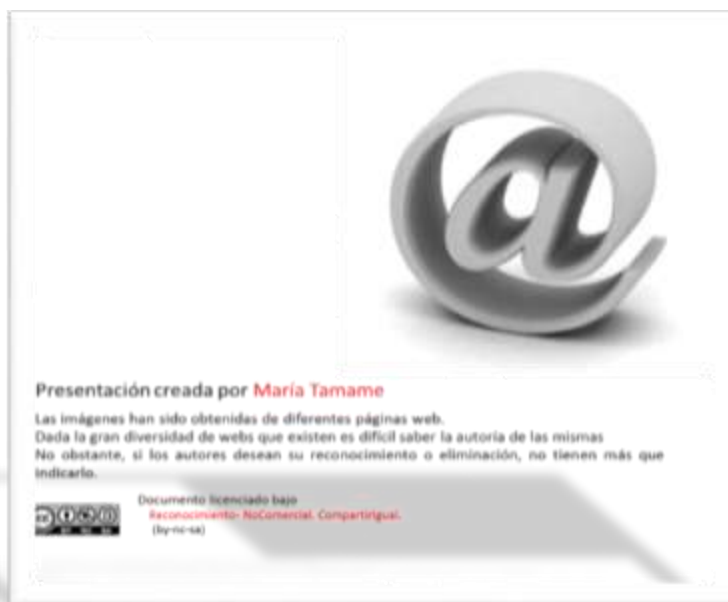 Presentación creada por María Tamame
Las imágenes han sido obtenidas de diferentes páginas web.
Dada la gran diversidad de webs que existen es difícil saber la autoría de las mismas
No obstante, si los autores desean su reconocimiento o eliminación, no tienen más que
indicarlo.
Documento licenciado bajo
Reconocimiento- NoComercial. CompartirIgual.
(by-nc-sa)